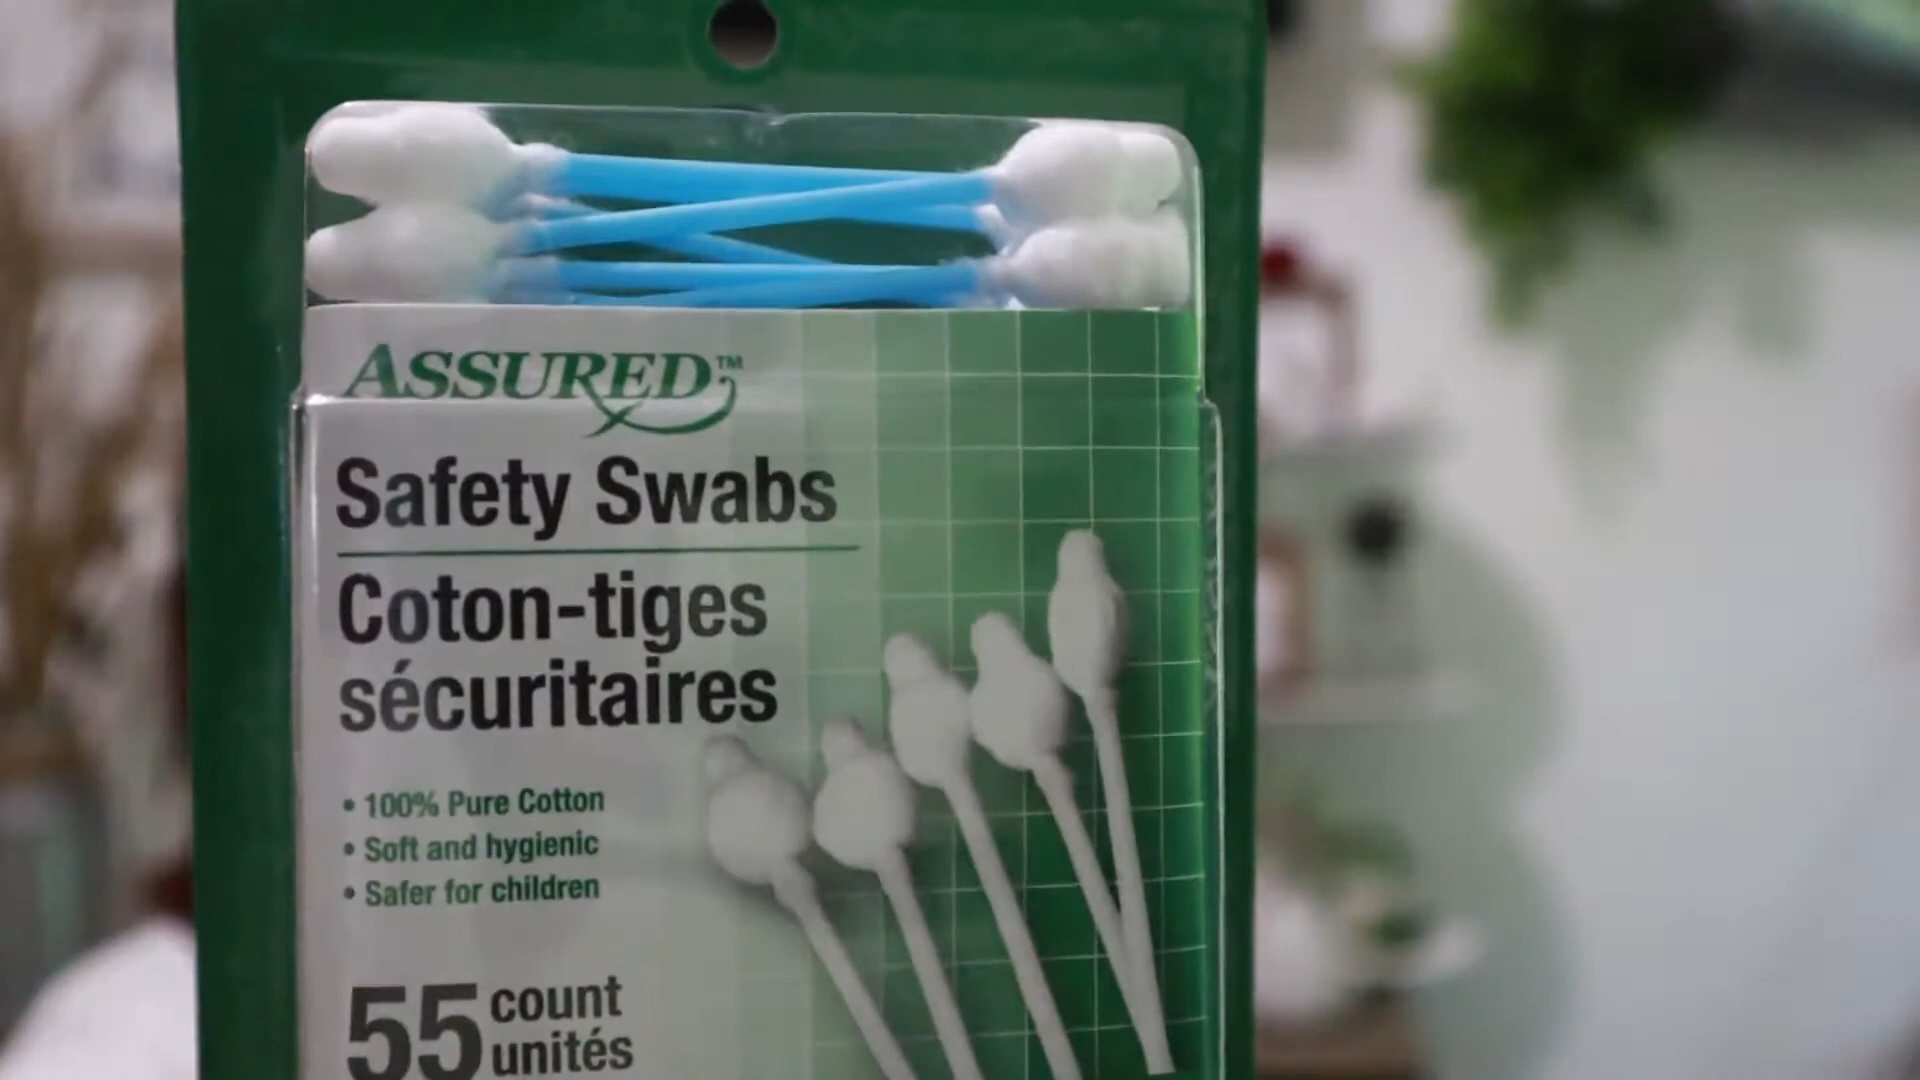 ASSURED™
Safety Swabs
Coton-tiges
sécuritaires
• 100% Pure Cotton
• Soft and hygienic
• Safer for children
55 count
unités